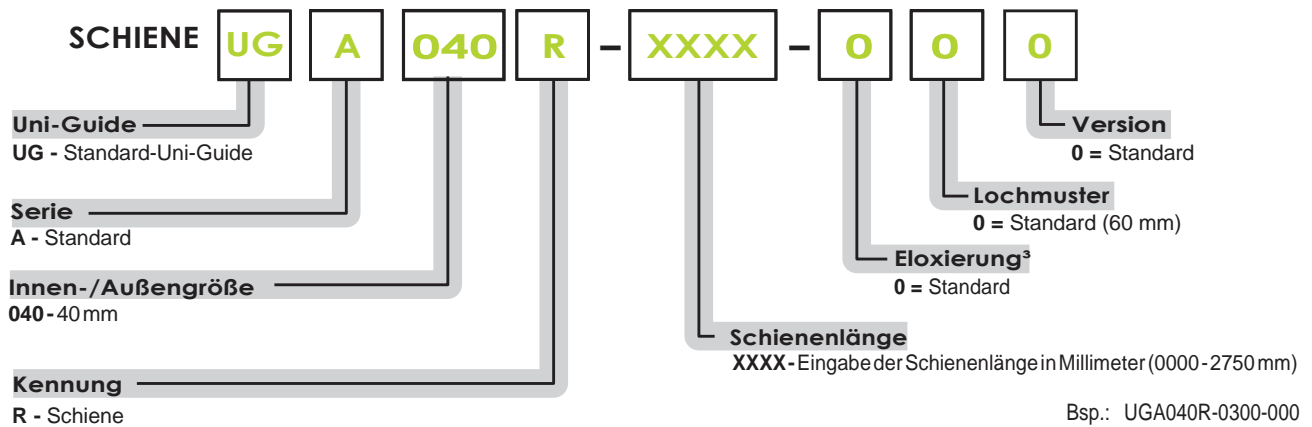 SCHIENE UG A 040 R - XXXX - 0 0 0
Uni-Guide
UG - Standard-Uni-Guide
Version
0 = Standard
Serie
A - Standard
Lochmuster
0 = Standard (60 mm)
Eloxierung³
0 = Standard
Innen-/Außengröße
040 - 40 mm
Schienenlänge
XXXX - Eingabe der Schienenlänge in Millimeter (0000 - 2750 mm)
Kennung
R - Schiene
Bsp.: UGA040R-0300-000